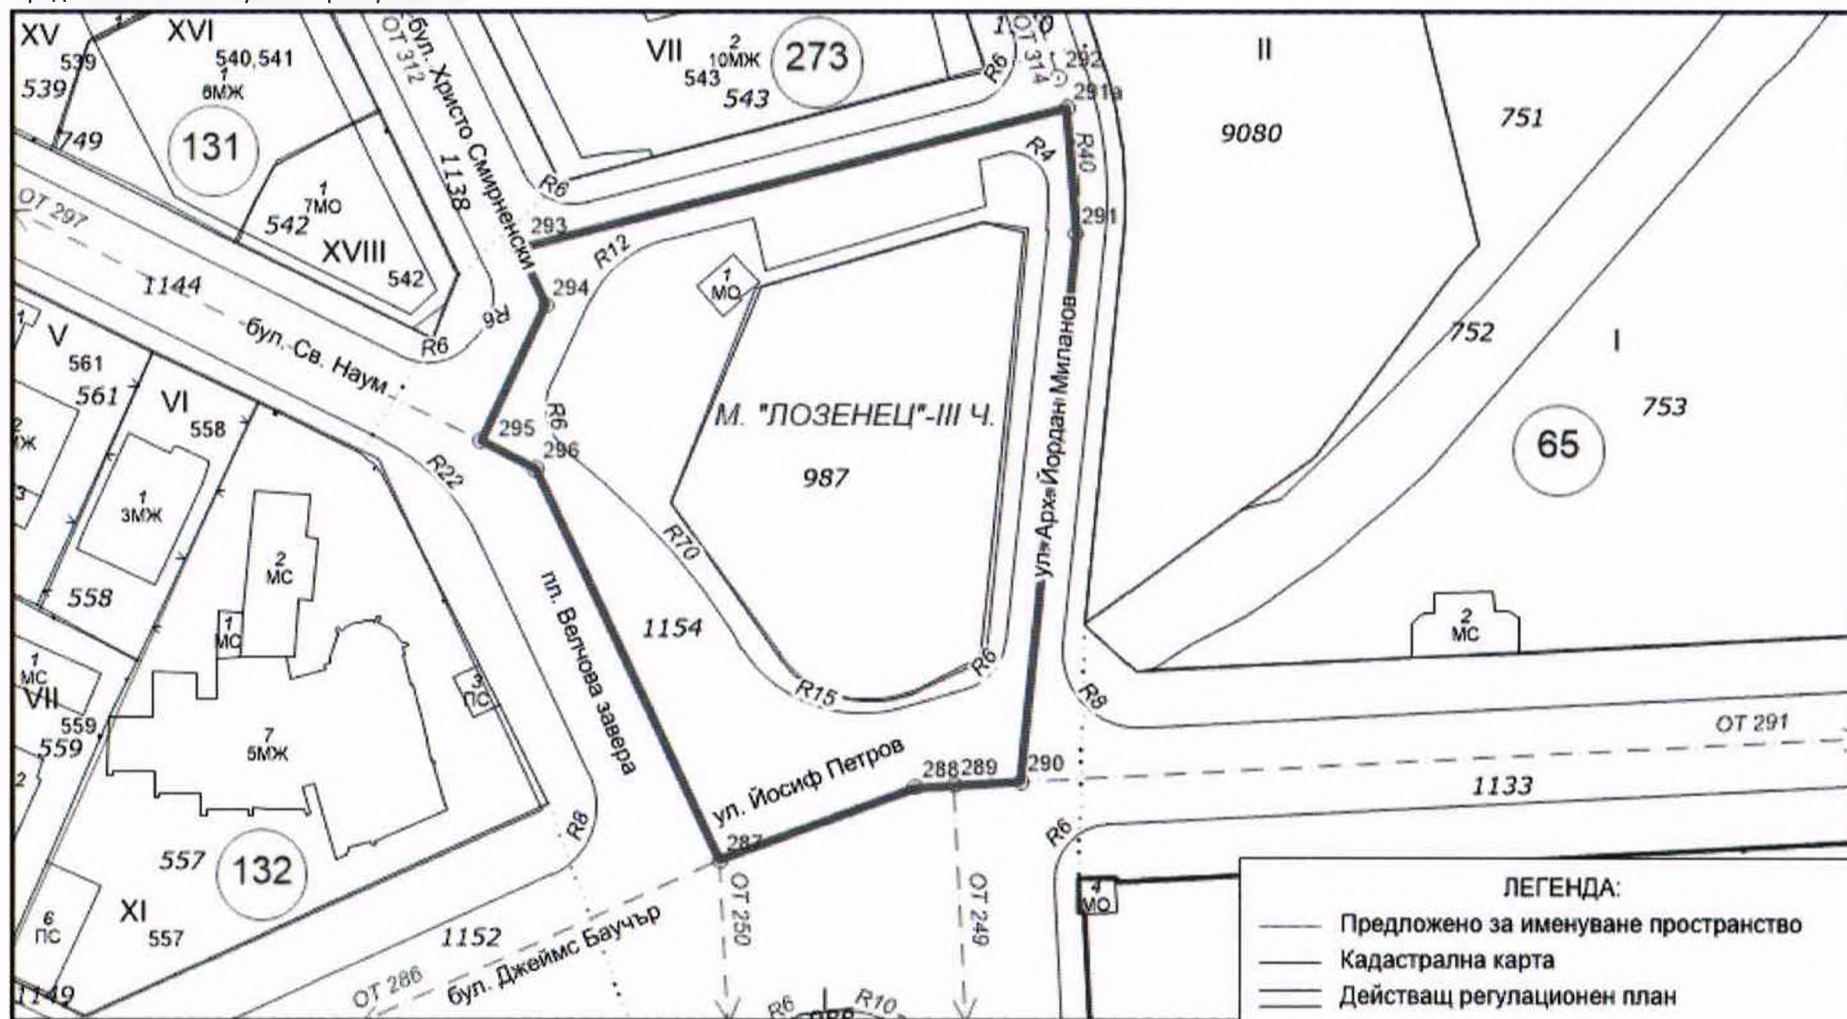 XV
539
539
749
XVI
540,541
1
6МЖ
131
1
7МО
542
XVIII
542
бул. Христо Смирненски
ОТ 312
1138
VII
2
10МЖ
543
543
273
R6
ОТ 314
292
291а
II
9080
751
752
I
753
65
R6
293
R12
294
R4
R40
291
1
МО
ОТ 297
1144
бул. Св. Наум
R6
R6
295
296
R6
М. "ЛОЗЕНЕЦ"-III Ч.
987
ул. Арх. Йордан Миланов
1
V
561
561
VI
558
1
3МЖ
558
2
МС
1
МС
R22
R70
пл. Велчова завера
1154
R15
R6
R8
2
МС
1
МС
VII
559
559
2
3
ПО
7
5МЖ
ул. Йосиф Петров
288
289
290
ОТ 291
1133
287
R8
R6
557
132
XI
557
6
ПС
1149
1152
ОТ 286
бул. Джеймс Баучър
ОТ 250
ОТ 249
R6
R10
4
МО
ЛЕГЕНДА:
Предложено за именуване пространство
Кадастрална карта
Действащ регулационен план